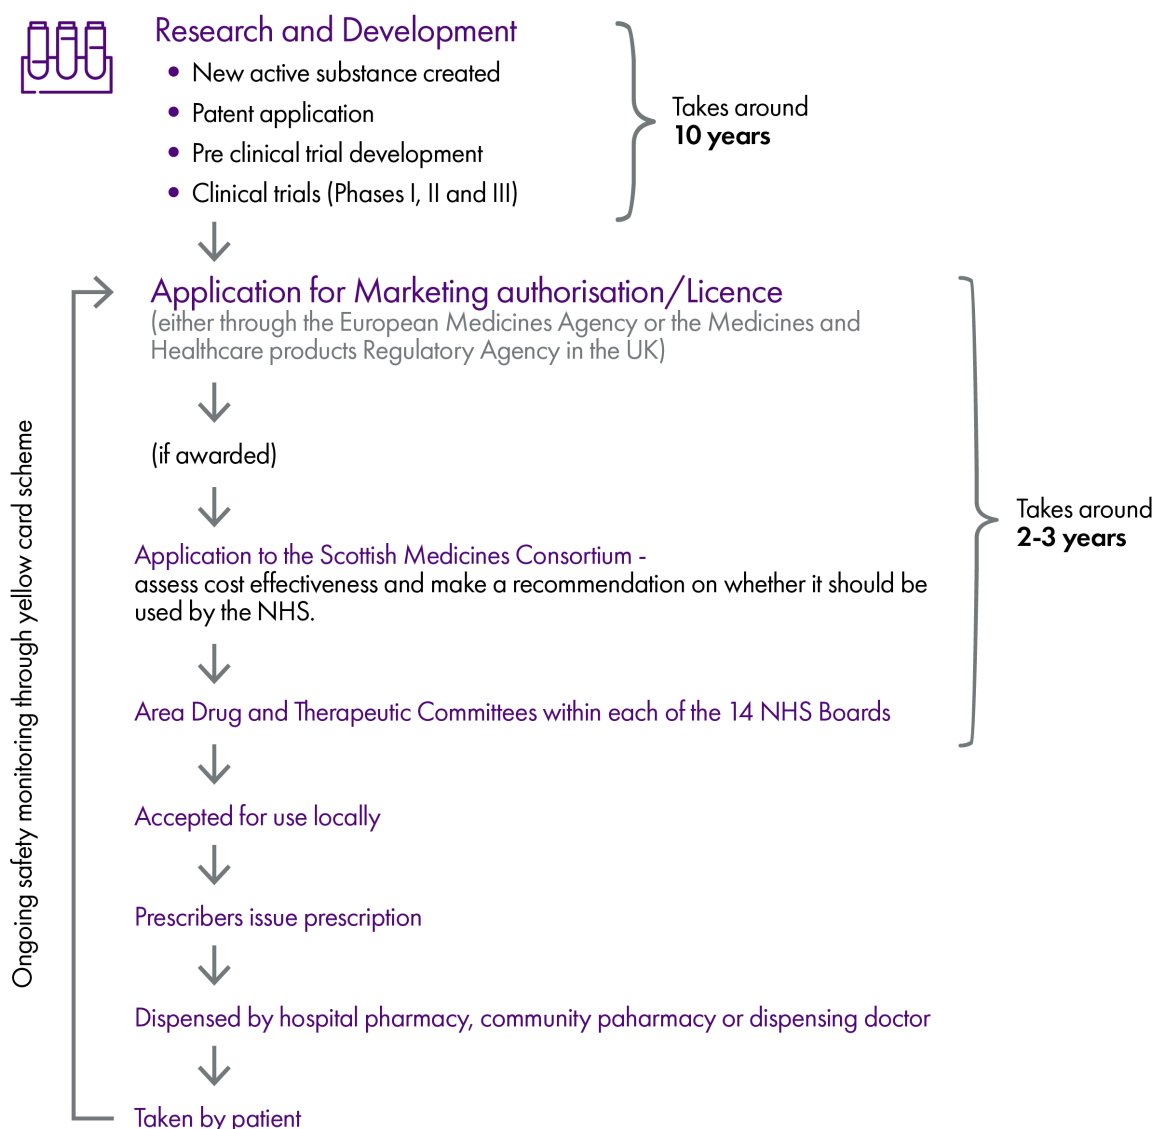 Research and Development
• New active substance created
• Patent application
• Pre clinical trial development
• Clinical trials (Phases I, II and III)
Takes around
10 years
Application for Marketing authorisation/Licence
(either through the European Medicines Agency or the Medicines and
Healthcare products Regulatory Agency in the UK)
(if awarded)
Application to the Scottish Medicines Consortium -
assess cost effectiveness and make a recommendation on whether it should be
used by the NHS.
Area Drug and Therapeutic Committees within each of the 14 NHS Boards
Takes around
2-3 years
Accepted for use locally
Prescribers issue prescription
Dispensed by hospital pharmacy, community paharmacy or dispensing doctor
Taken by patient
Ongoing safety monitoring through yellow card scheme